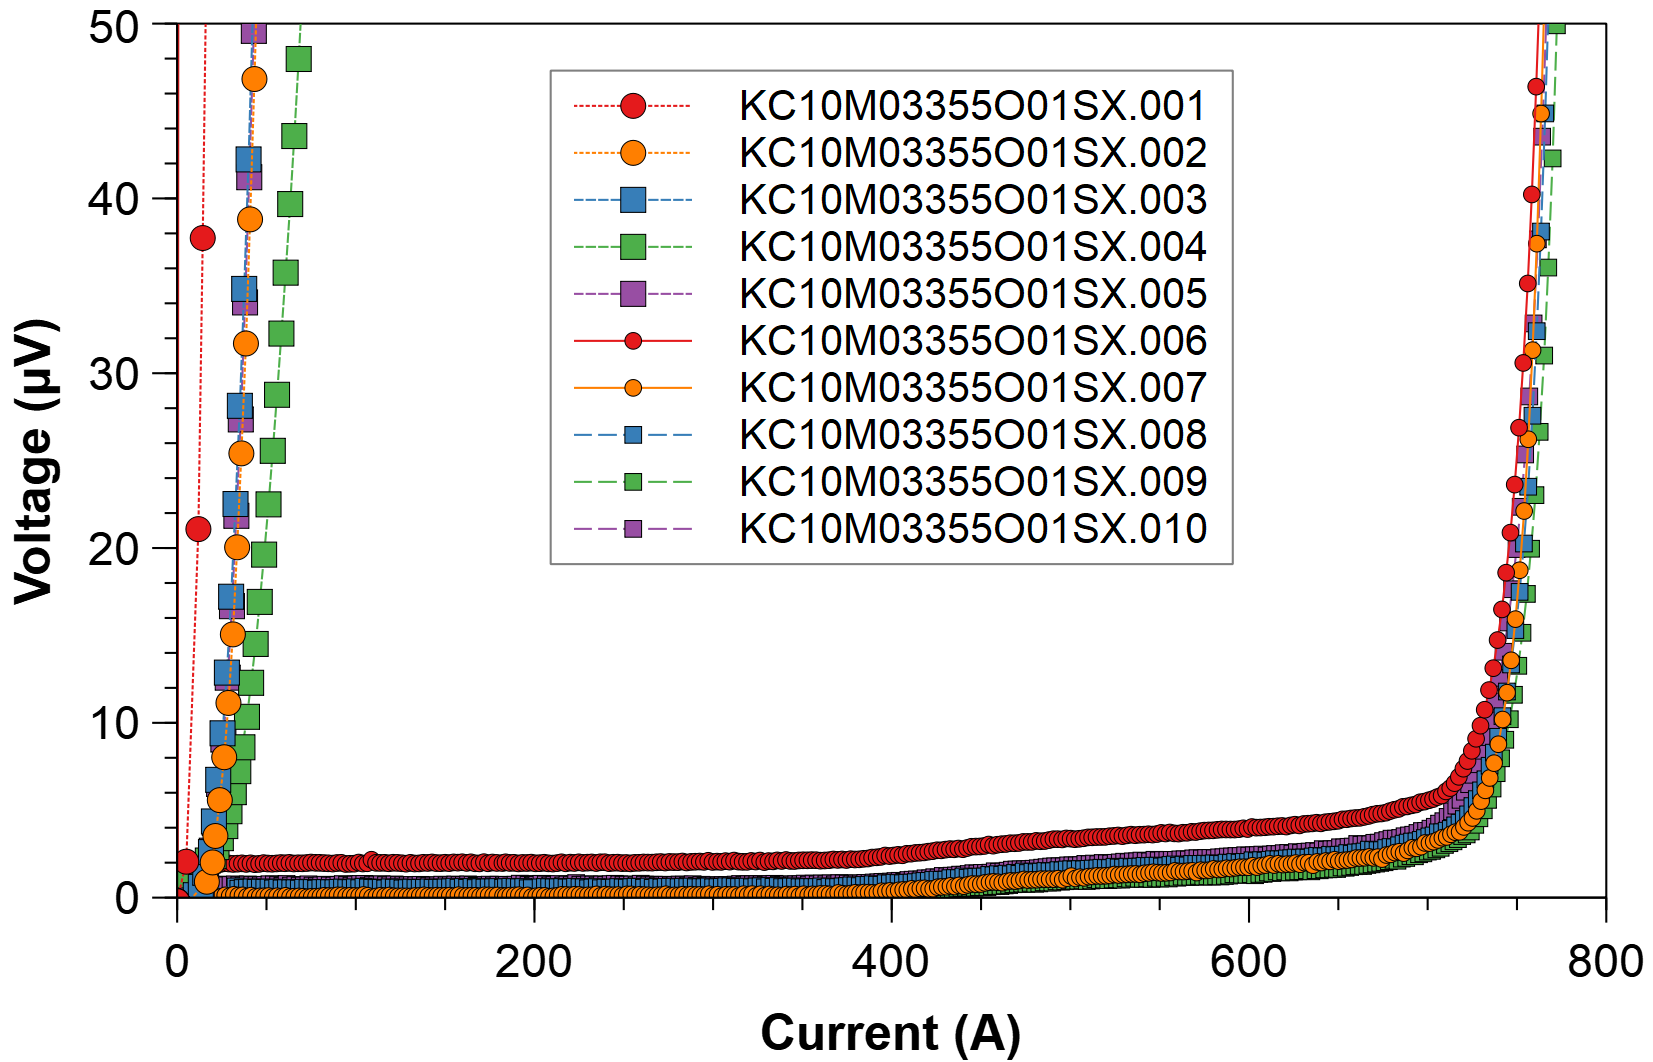 50
40
30
20
10
0
Voltage (µV)
KC10M03355O01SX.001
KC10M03355O01SX.002
KC10M03355O01SX.003
KC10M03355O01SX.004
KC10M03355O01SX.005
KC10M03355O01SX.006
KC10M03355O01SX.007
KC10M03355O01SX.008
KC10M03355O01SX.009
KC10M03355O01SX.010
0 200 400 600 800
Current (A)